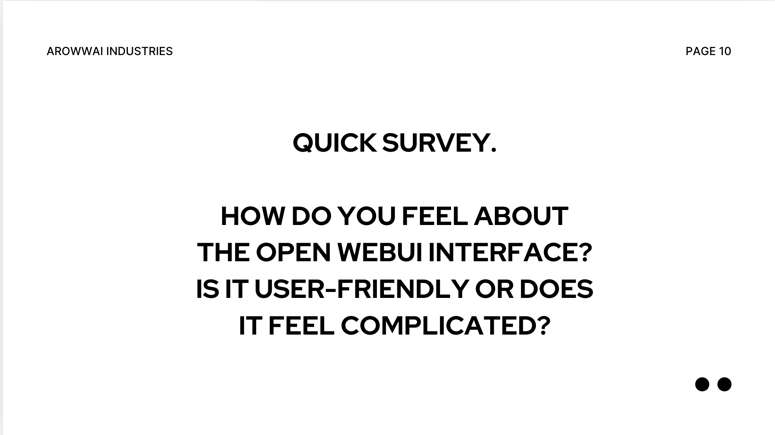 AROWWAI INDUSTRIES
PAGE 10
QUICK SURVEY.
HOW DO YOU FEEL ABOUT
THE OPEN WEBUI INTERFACE?
IS IT USER-FRIENDLY OR DOES
IT FEEL COMPLICATED?